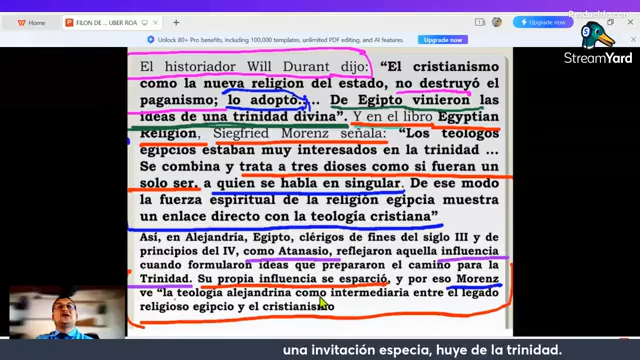 Producido con
StreamYard
Home
FILON DE ... UBER ROA
Upgrade now
Unlock 80+ Pro benefits, including 100,000 templates, unlimited PDF editing, and AI features.
Upgrade now
El historiador Will Durant dijo: “El cristianismo
como la nueva religion del estado, no destruyó el
paganismo; lo adoptó. ... De Egipto vinieron las
ideas de una trinidad divina”. Y en el libro Egyptian
Religion, Siegfried Morenz señala: “Los teologos
egipcios estaban muy interesados en la trinidad ...
Se combina y trata a tres dioses como si fueran un
solo ser, a quien se habla en singular. De ese modo
la fuerza espiritual de la religión egipcia muestra
un enlace directo con la teología cristiana”
Así, en Alejandría, Egipto, clérigos de fines del siglo III y de
principios del IV, como Atanasio, reflejaron aquella influencia
cuando formularon ideas que prepararon el camiño para la
Trinidad. Su propia influencia se esparció, y por eso Morenz
ve “la teología alejandrina como intermediaria entre el legado
religioso egipcio y el cristianismo
una invitación especia, huye de la trinidad.